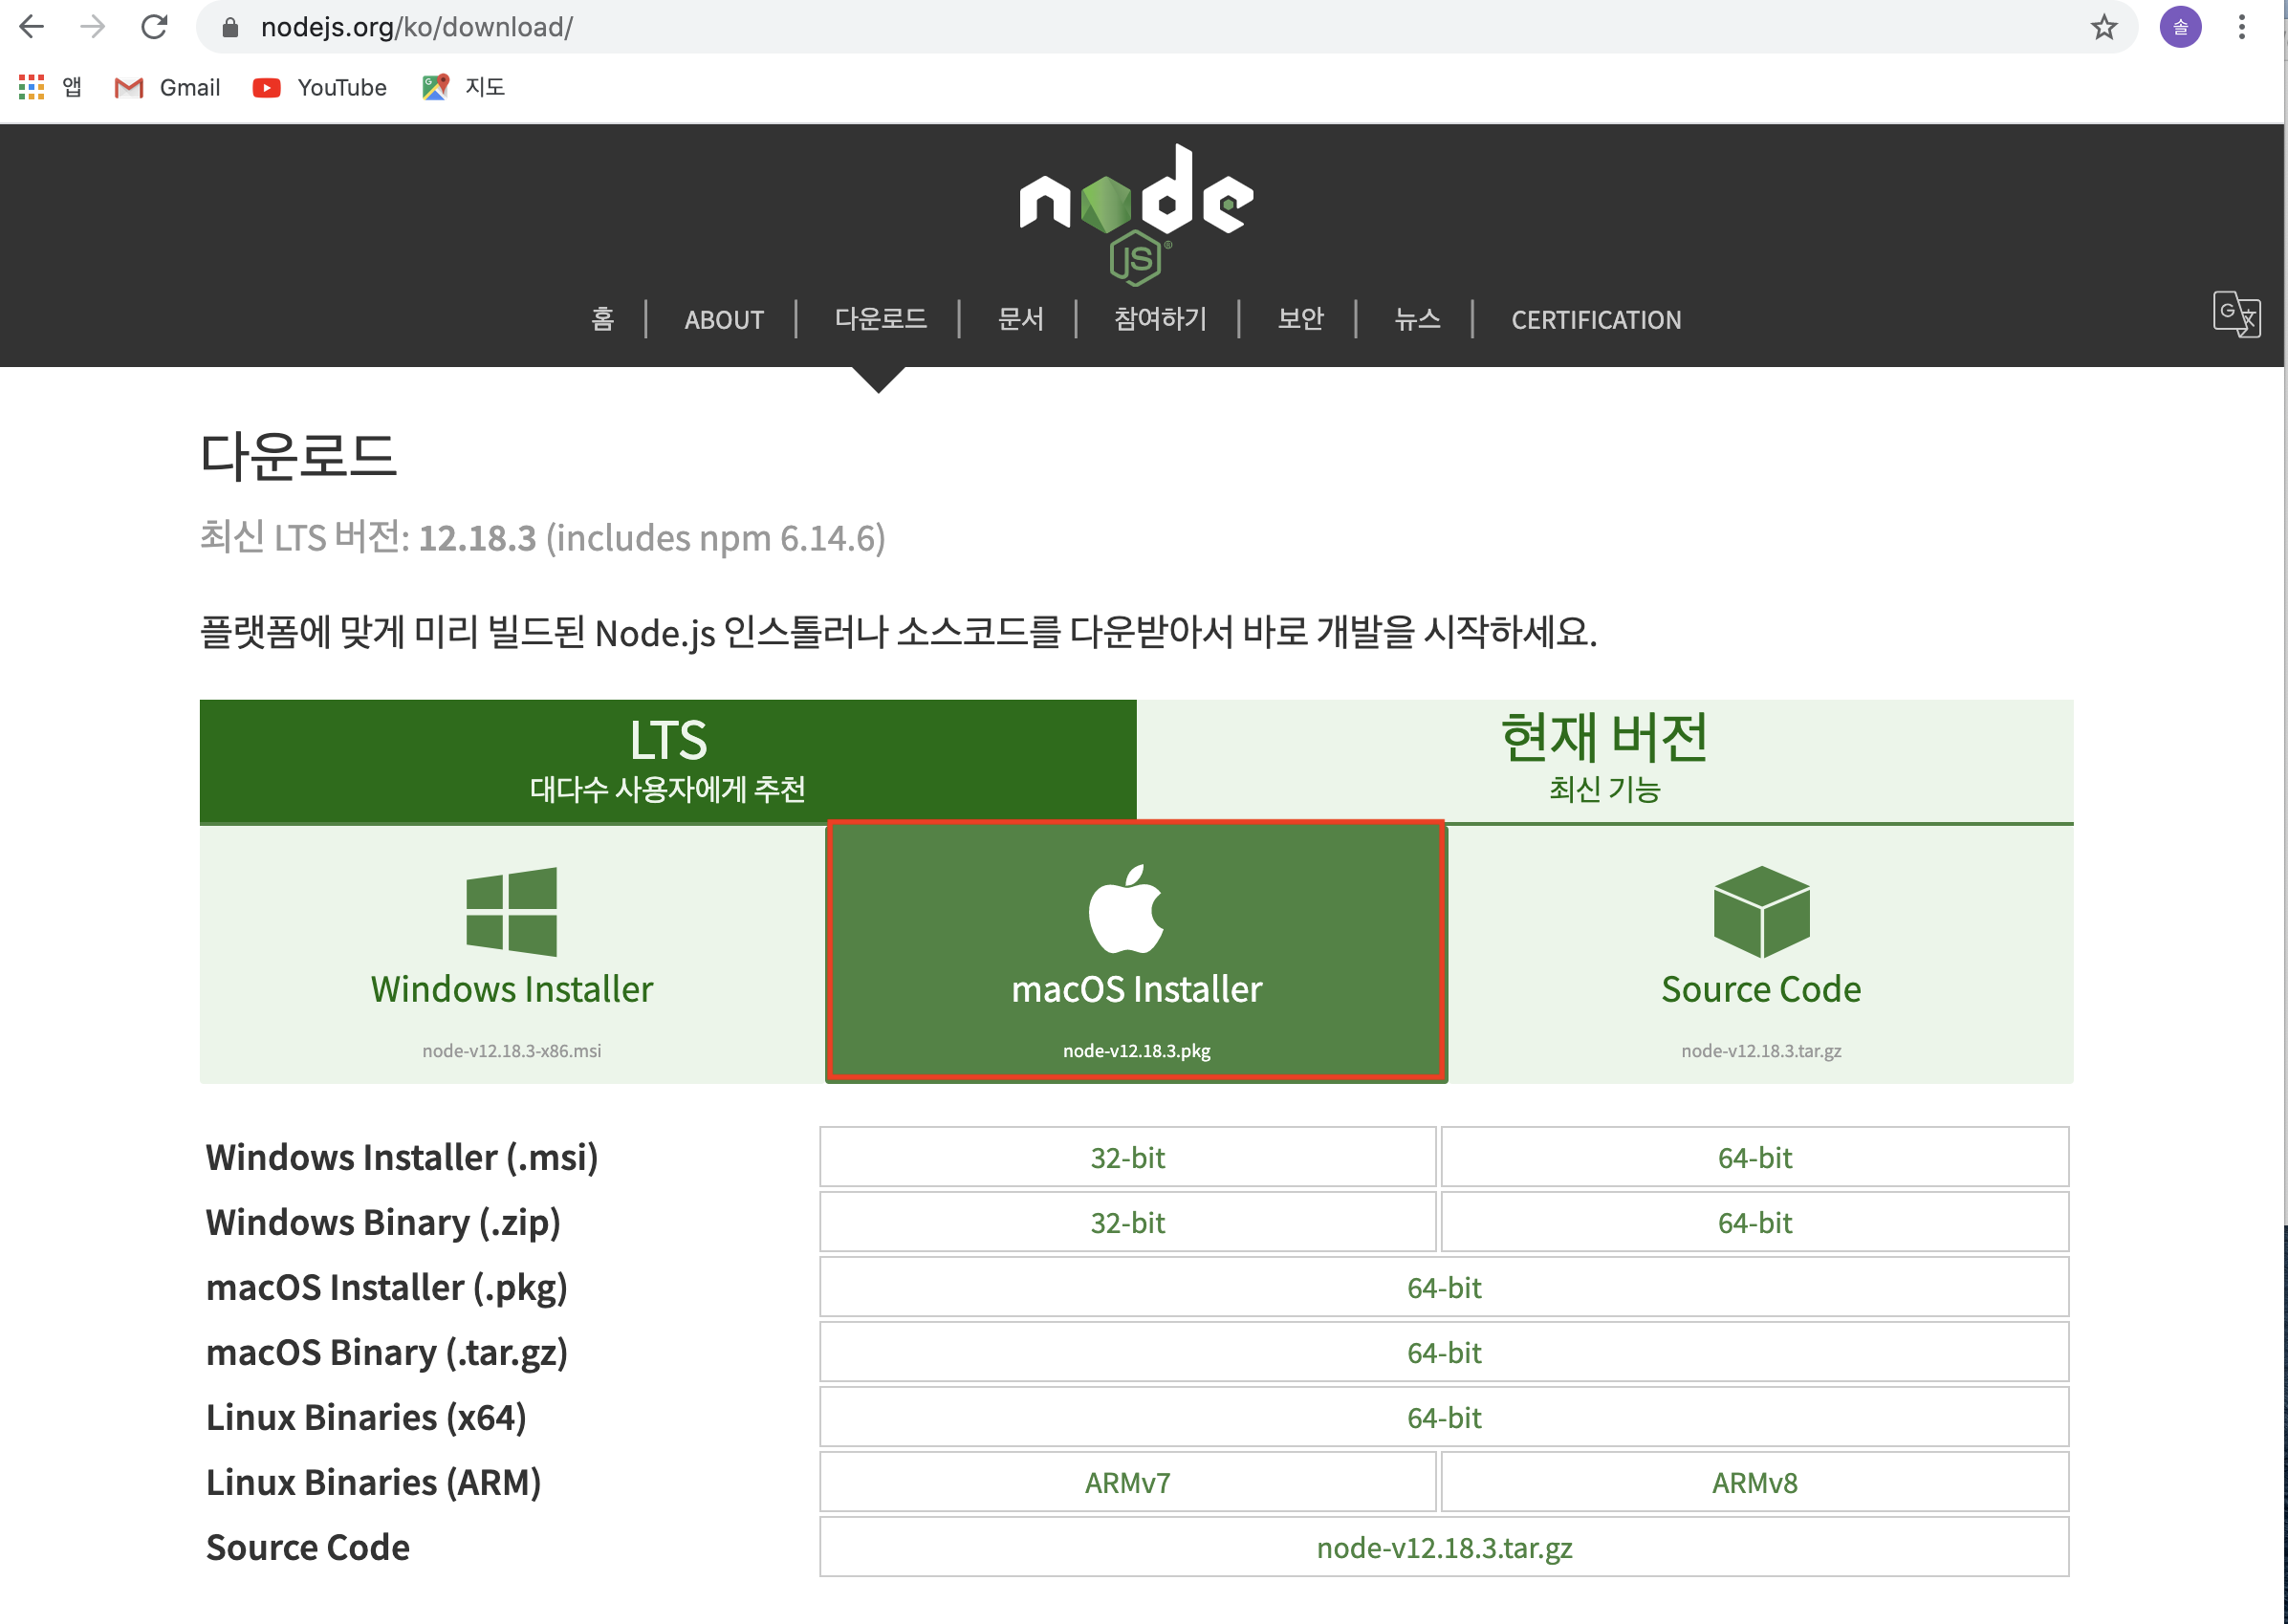 nodejs.org/ko/download/
솔
앱 Gmail YouTube 지도
node
JS®
홈 ABOUT 다운로드 문서 참여하기 보안 뉴스 CERTIFICATION
다운로드
최신 LTS 버전: 12.18.3 (includes npm 6.14.6)
플랫폼에 맞게 미리 빌드된 Node.js 인스톨러나 소스코드를 다운받아서 바로 개발을 시작하세요.
LTS
대다수 사용자에게 추천
현재 버전
최신 기능
Windows Installer
node-v12.18.3-x86.msi
macOS Installer
node-v12.18.3.pkg
Source Code
node-v12.18.3.tar.gz
Windows Installer (.msi) 32-bit 64-bit
Windows Binary (.zip) 32-bit 64-bit
macOS Installer (.pkg) 64-bit
macOS Binary (.tar.gz) 64-bit
Linux Binaries (x64) 64-bit
Linux Binaries (ARM) ARMv7 ARMv8
Source Code node-v12.18.3.tar.gz